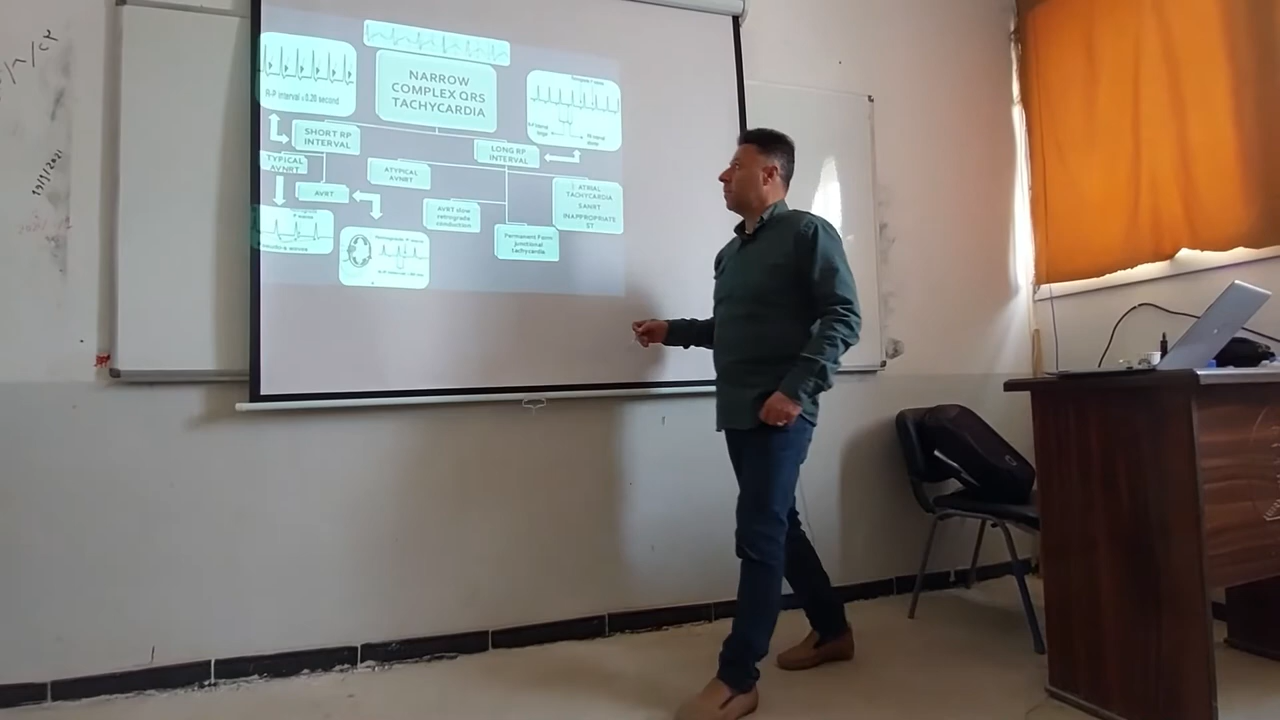 NARROW
COMPLEX QRS
TACHYCARDIA
R-P interval
0.20 second
SHORT RP
INTERVAL
LONG RP
INTERVAL
TYPICAL
AVNRT
ATYPICAL
AVNRT
AVRT
AVRT slow
retrograde
conduction
Permanent Form
junctional
tachycardia
ATRIAL
TACHYCARDIA
SANRT
INAPPROPRIATE
ST
P waves